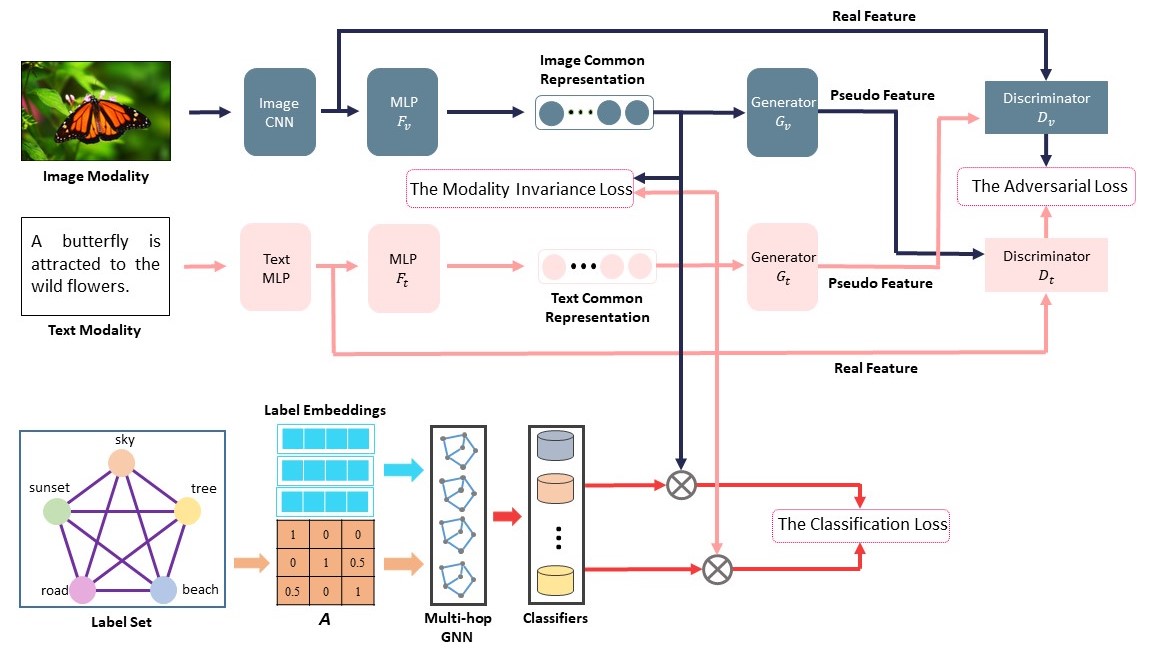 Real Feature
Image Common
Representation
Image
CNN
MLP
F_v
Generator
G_v
Pseudo Feature
Discriminator
D_v
Image Modality
The Modality Invariance Loss
The Adversarial Loss
A butterfly is
attracted to the
wild flowers.
Text Modality
Text
MLP
MLP
F_t
Text Common
Representation
Generator
G_t
Pseudo Feature
Discriminator
D_t
Real Feature
Label Embeddings
sky
sunset
tree
road
beach
Label Set
1 0 0
0 1 0.5
0.5 0 1
A
Multi-hop
GNN
Classifiers
The Classification Loss